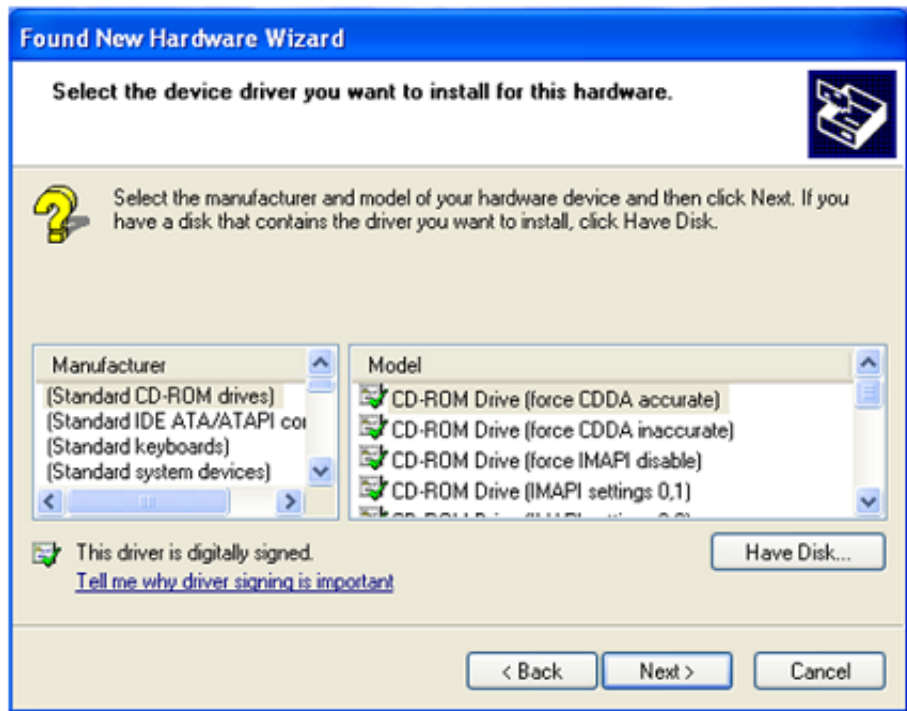 Found New Hardware Wizard
Select the device driver you want to install for this hardware.
Select the manufacturer and model of your hardware device and then click Next. If you
have a disk that contains the driver you want to install, click Have Disk.
Manufacturer
(Standard CD-ROM drives)
(Standard IDE ATA/ATAPI con
(Standard keyboards)
(Standard system devices)
Model
CD-ROM Drive (force CDDA accurate)
CD-ROM Drive (force CDDA inaccurate)
CD-ROM Drive (force IMAPI disable)
CD-ROM Drive (IMAPI settings 0,1)
This driver is digitally signed.
Tell me why driver signing is important
Have Disk...
< Back
Next >
Cancel